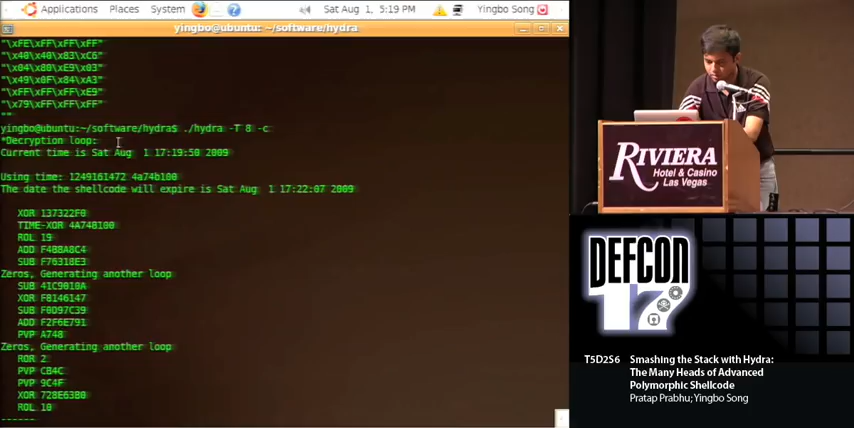 Applications Places System
Sat Aug 1, 5:19 PM
Yingbo Song
yingbo@ubuntu: ~/software/hydra
"\xFE\xFF\xFF\xFF"
"\x40\x40\x83\xC6"
"\x04\x80\xE9\x03"
"\x49\x0F\x84\xA3"
"\xFF\xFF\xFF\xE9"
"\x79\xFF\xFF\xFF"
""
yingbo@ubuntu:~/software/hydra$ ./hydra -T 8 -c
*Decryption loop:
Current time is Sat Aug 1 17:19:50 2009
Using time: 1249161472 4a74b100
The date the shellcode will expire is Sat Aug 1 17:22:07 2009
XOR 137322F0
TIME-XOR 4A74B100
ROL 19
ADD F4B8A8C4
SUB F76318E3
Zeros, Generating another loop
SUB 41C9010A
XOR F8146147
SUB F0D97C39
ADD F2F6E791
PVP A748
Zeros, Generating another loop
ROR 2
PVP CB4C
PVP 9C4F
XOR 728E63B0
ROL 10
------
RIVIERA
Hotel & Casino
Las Vegas
DEFCON
17
T5D2S6 Smashing the Stack with Hydra:
The Many Heads of Advanced
Polymorphic Shellcode
Pratap Prabhu; Yingbo Song